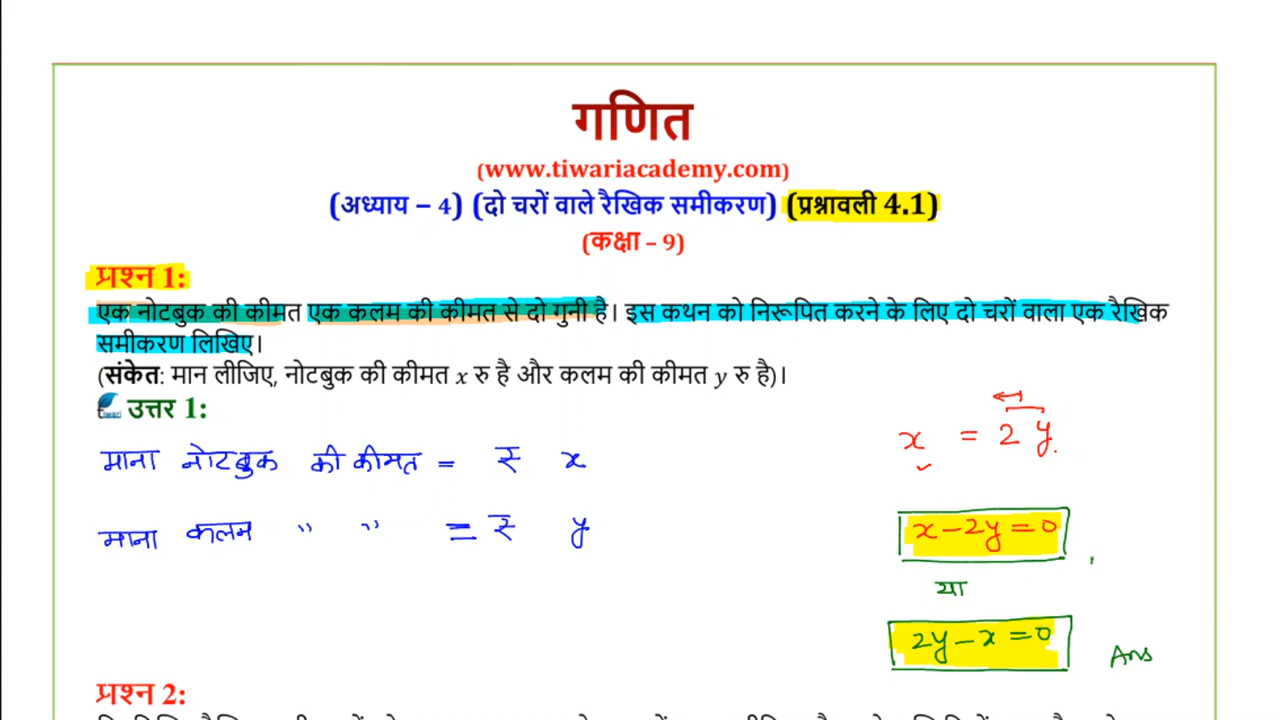 गणित
(www.tiwariacademy.com)
(अध्याय – 4) (दो चरों वाले रैखिक समीकरण) (प्रश्नावली 4.1)
(कक्षा – 9)
प्रश्न 1:
एक नोटबुक की कीमत एक कलम की कीमत से दो गुनी है। इस कथन को निरूपित करने के लिए दो चरों वाला एक रैखिक
समीकरण लिखिए।
(संकेत: मान लीजिए, नोटबुक की कीमत x रु है और कलम की कीमत y रु है)।
उत्तर 1:
माना नोटबुक की कीमत = ₹ x
माना कलम " " = ₹ y
x = 2y.
x – 2y = 0
या
2y – x = 0
Ans
प्रश्न 2: